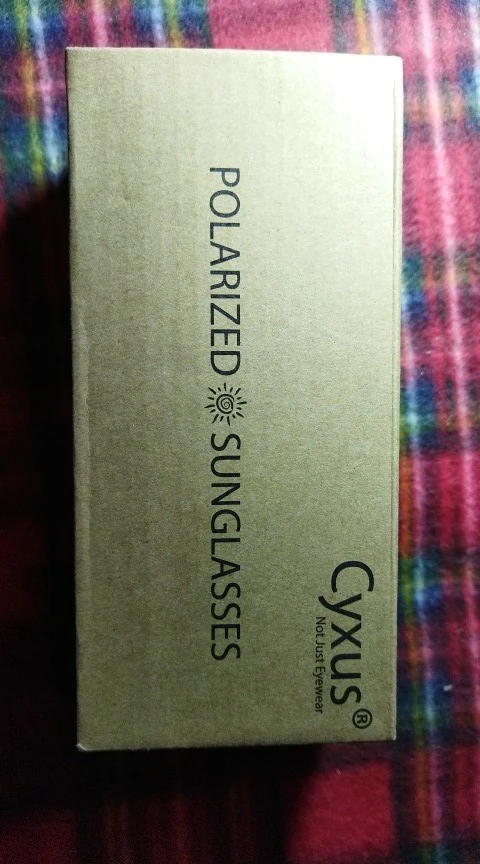 Cyxus®
Not Just Eyewear
POLARIZED SUNGLASSES